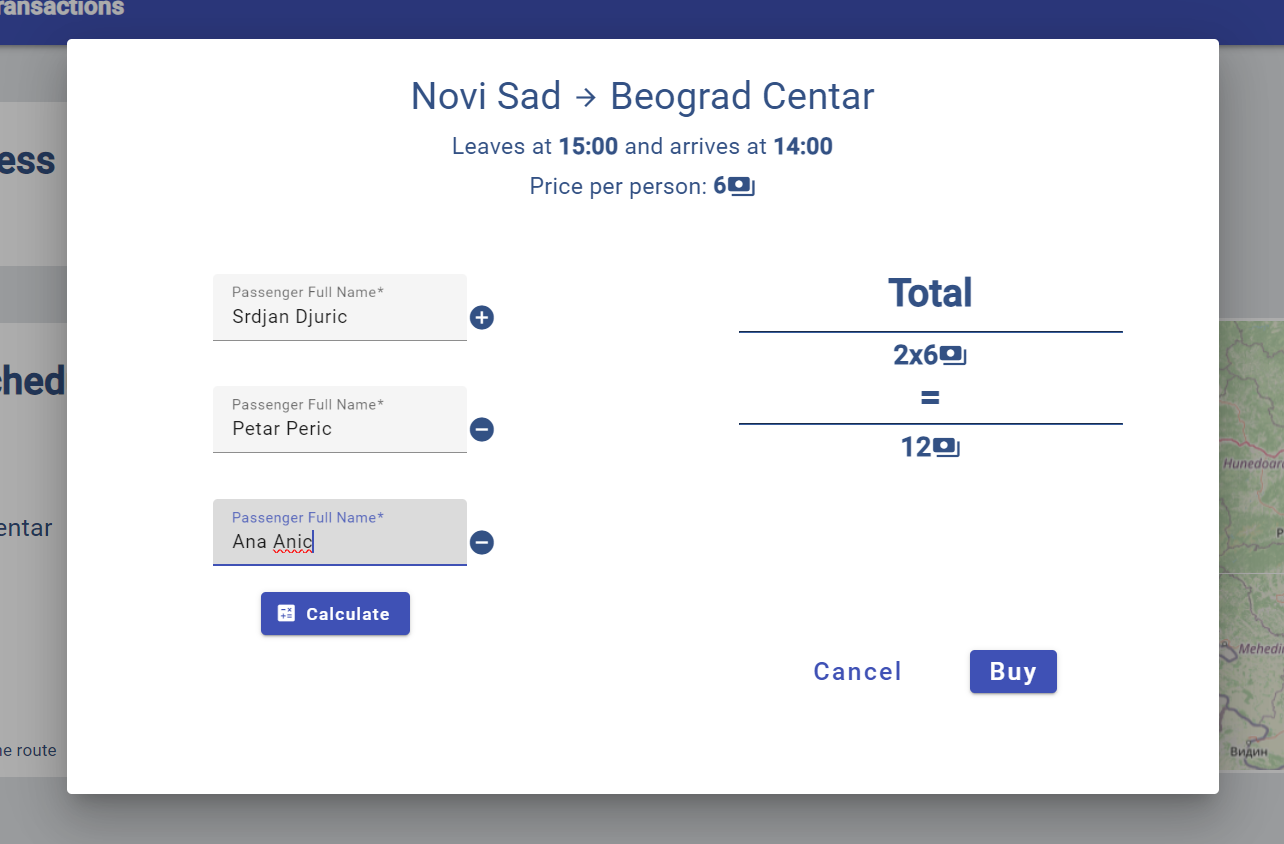 ransactions
Novi Sad → Beograd Centar
Leaves at 15:00 and arrives at 14:00
Price per person: 6
ess
Passenger Full Name*
Srdjan Djuric
Total
2x6
=
12
ched
Passenger Full Name*
Petar Peric
Hunedoar
entar
Passenger Full Name*
Ana Anic
Calculate
Mehedi
Cancel
Buy
ne route
Видин